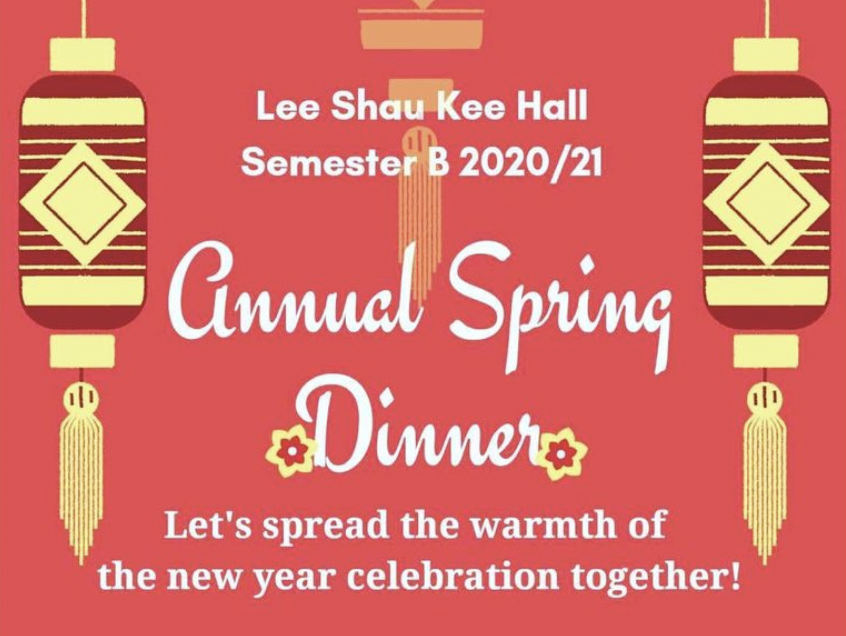 Lee Shau Kee Hall
Semester B 2020/21
Annual Spring
Dinner
Let's spread the warmth of
the new year celebration together!